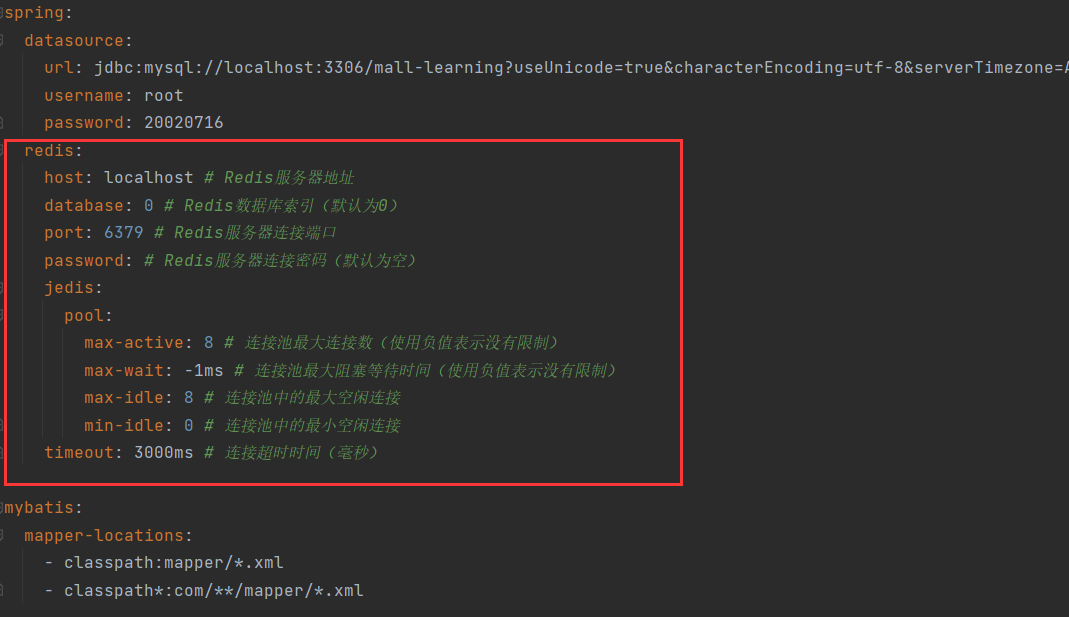 spring:
  datasource:
    url: jdbc:mysql://localhost:3306/mall-learning?useUnicode=true&characterEncoding=utf-8&serverTimezone=A
    username: root
    password: 20020716
  redis:
    host: localhost # Redis服务器地址
    database: 0 # Redis数据库索引（默认为0）
    port: 6379 # Redis服务器连接端口
    password: # Redis服务器连接密码（默认为空）
    jedis:
      pool:
        max-active: 8 # 连接池最大连接数（使用负值表示没有限制）
        max-wait: -1ms # 连接池最大阻塞等待时间（使用负值表示没有限制）
        max-idle: 8 # 连接池中的最大空闲连接
        min-idle: 0 # 连接池中的最小空闲连接
    timeout: 3000ms # 连接超时时间（毫秒）
mybatis:
  mapper-locations:
    - classpath:mapper/*.xml
    - classpath*:com/**/mapper/*.xml